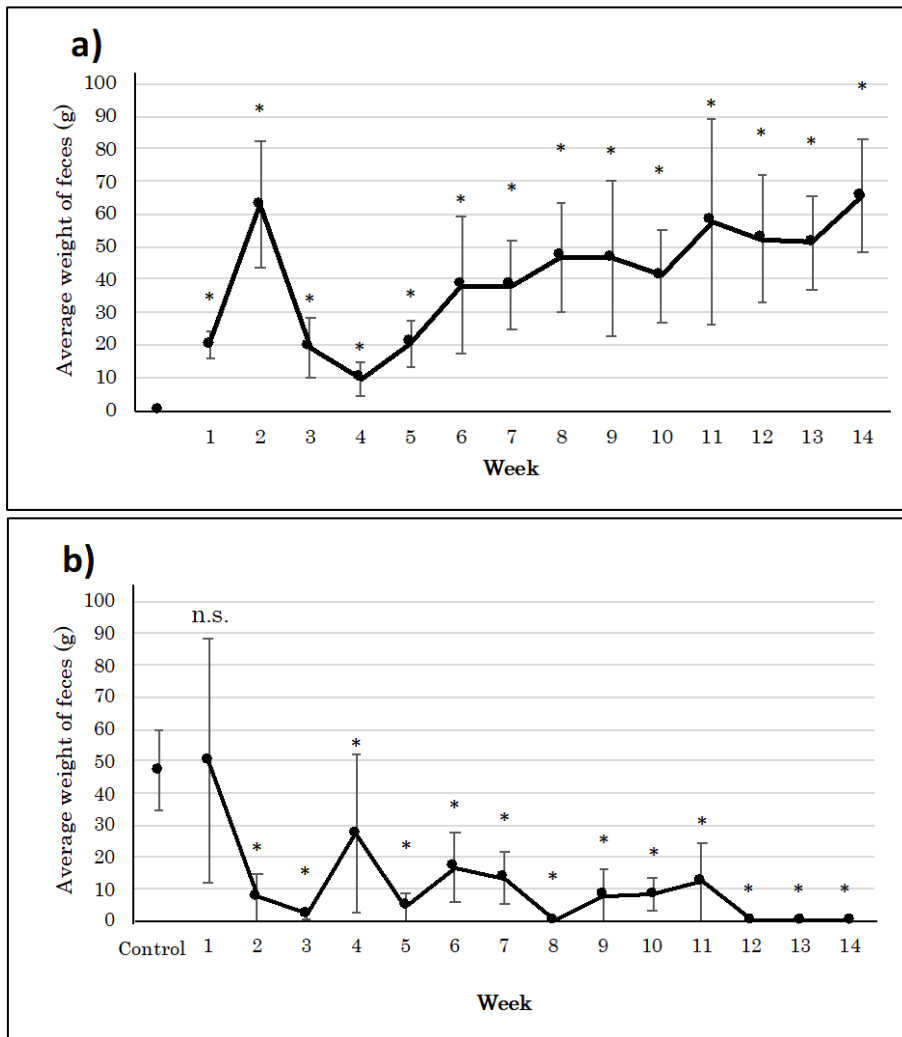 a)
Average weight of feces (g)
100
90
80
70
60
50
40
30
20
10
0
* * * * * * * * * * * * * *
1 2 3 4 5 6 7 8 9 10 11 12 13 14
Week
b)
Average weight of feces (g)
100
90
80
70
60
50
40
30
20
10
0
n.s.
* * * * * * * * * * * * *
Control 1 2 3 4 5 6 7 8 9 10 11 12 13 14
Week